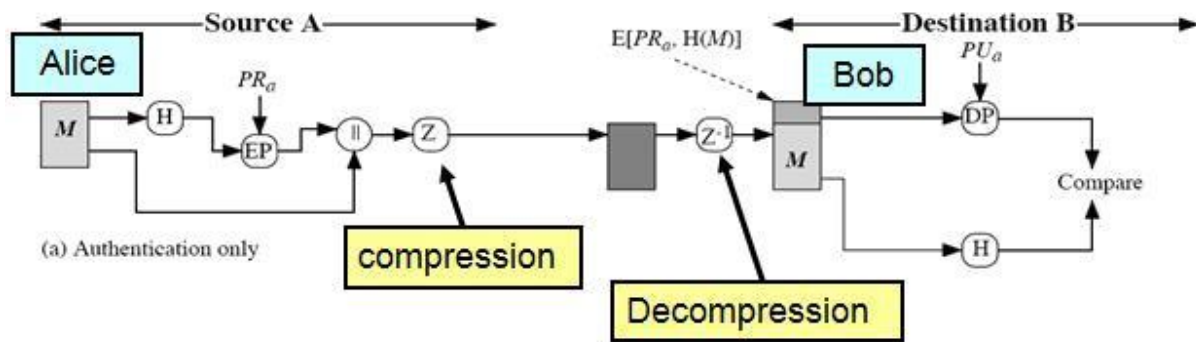 Source A
Destination B
Alice
E[PRa, H(M)]
Bob
PUa
PRa
M
H
EP
||
Z
Z-1
M
DP
Compare
H
(a) Authentication only
compression
Decompression